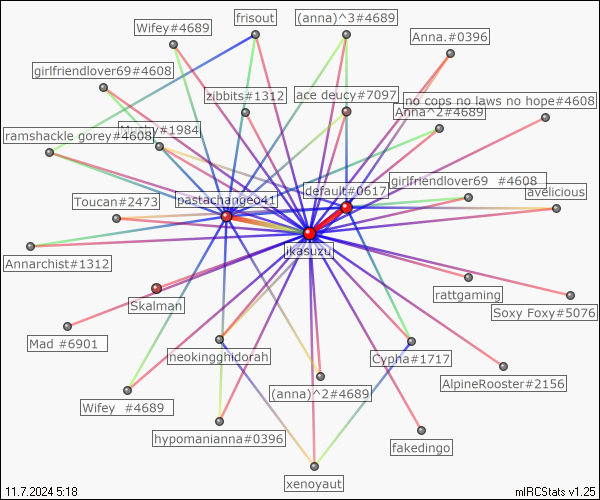 frisout
(anna)^3#4689
Wifey#4689
Anna.#0396
girlfriendlover69#4608
zibbits#1312
ace deucy#7097
no cops no laws no hope#4608
Anna^2#4689
ramshackle gorey#4608
#1984
default#0617
girlfriendlover69 #4608
avelicious
Toucan#2473
pastachangeo41
ikasuzu
Annarchist#1312
rattgaming
Skalman
Soxy Foxy#5076
Mad #6901
neokingghidorah
Cypha#1717
AlpineRooster#2156
(anna)^2#4689
Wifey #4689
hypomanianna#0396
fakedingo
xenoyaut
11.7.2024 5:18
mIRCStats v1.25